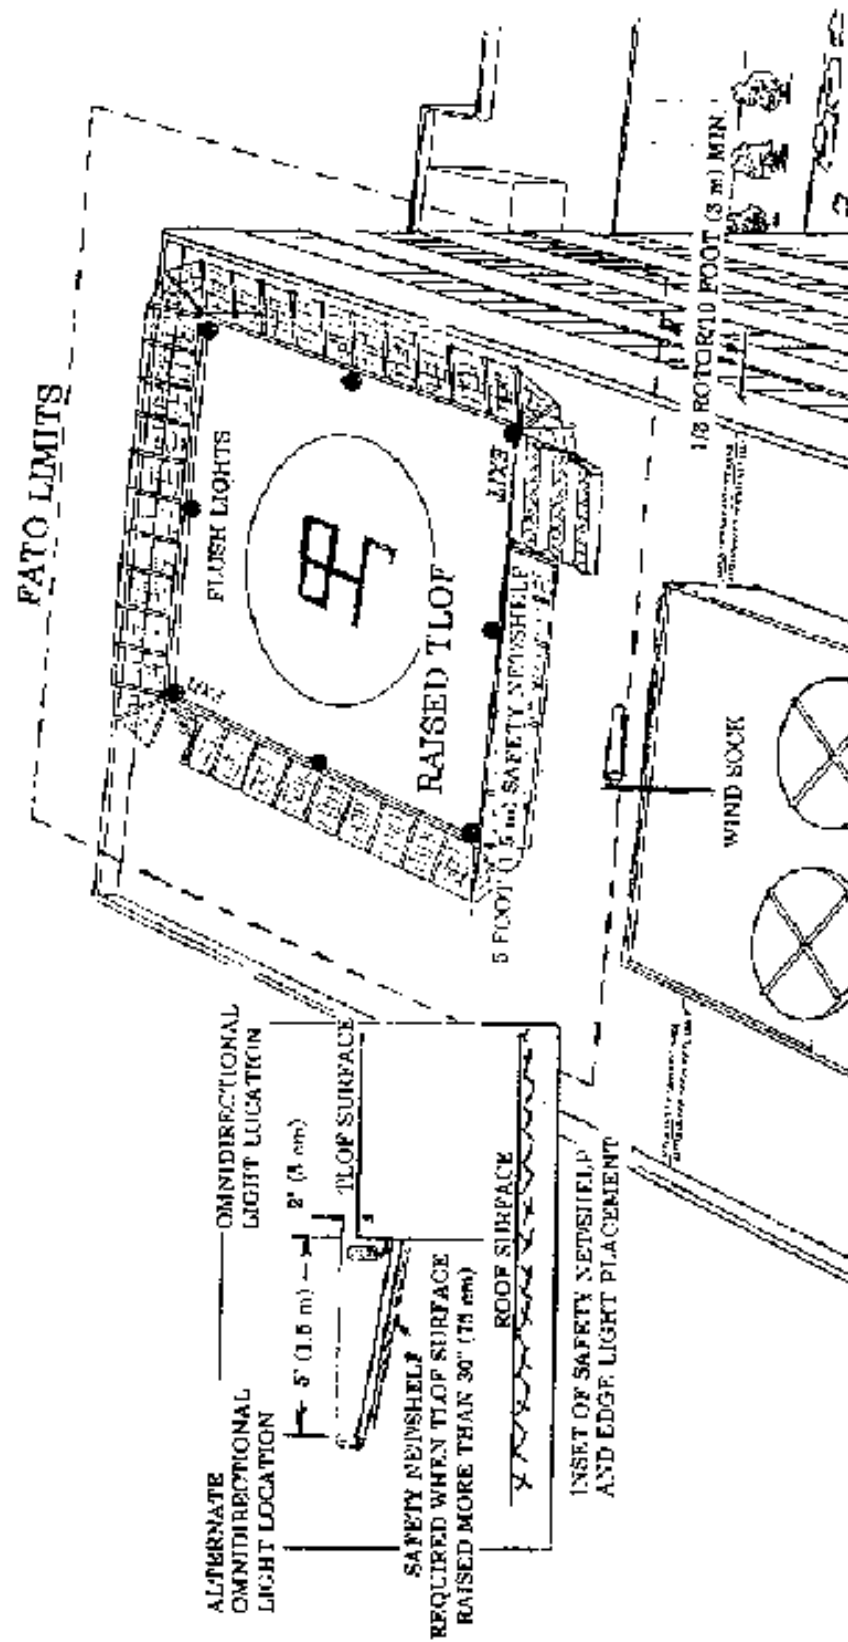 FATO LIMITS
FLUSH LIGHTS
EXIT
RAISED TLOF
EXIT
5 FOOT (1.5 m) SAFETY NET/SHELF
1/3 ROTOR/10 FOOT (3 m) MIN.
WIND SOCK
ALTERNATE
OMNIDIRECTIONAL
LIGHT LOCATION
OMNIDIRECTIONAL
LIGHT LOCATION
5' (1.5 m)
2" (5 cm)
TLOF SURFACE
SAFETY NET/SHELF
REQUIRED WHEN TLOF SURFACE
RAISED MORE THAN 30" (75 cm)
ROOF SURFACE
INSET OF SAFETY NET/SHELF
AND EDGE LIGHT PLACEMENT
H